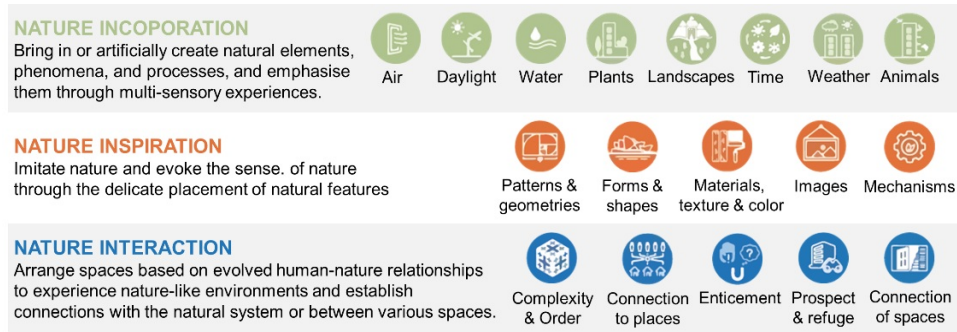 NATURE INCOPORATION
Bring in or artificially create natural elements,
phenomena, and processes, and emphasise
them through multi-sensory experiences.
Air
Daylight
Water
Plants
Landscapes
Time
Weather
Animals
NATURE INSPIRATION
Imitate nature and evoke the sense. of nature
through the delicate placement of natural features
Patterns &
geometries
Forms &
shapes
Materials,
texture & color
Images
Mechanisms
NATURE INTERACTION
Arrange spaces based on evolved human-nature relationships
to experience nature-like environments and establish
connections with the natural system or between various spaces.
Complexity
& Order
Connection
to places
Enticement
Prospect
& refuge
Connection
of spaces